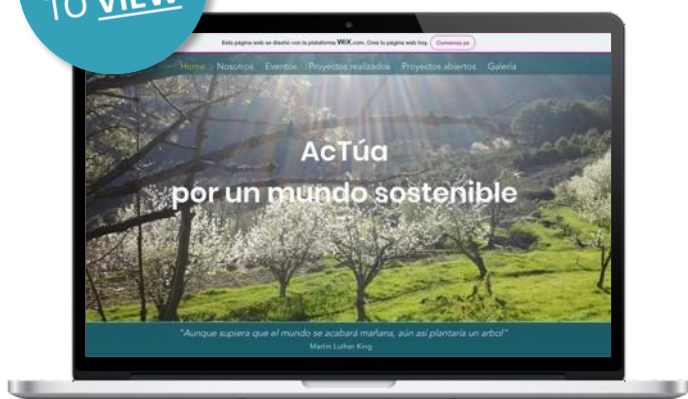 TO VIEW
Esta página web se diseñó con la plataforma WiX.com. Crea tu página web hoy. Comienza ya
Home Nosotros Eventos Proyectos realizados Proyectos abiertos Galería
AcTúa
por un mundo sostenible
"Aunque supiera que el mundo se acabará mañana, aún así plantaría un arbol"
Martin Luther King